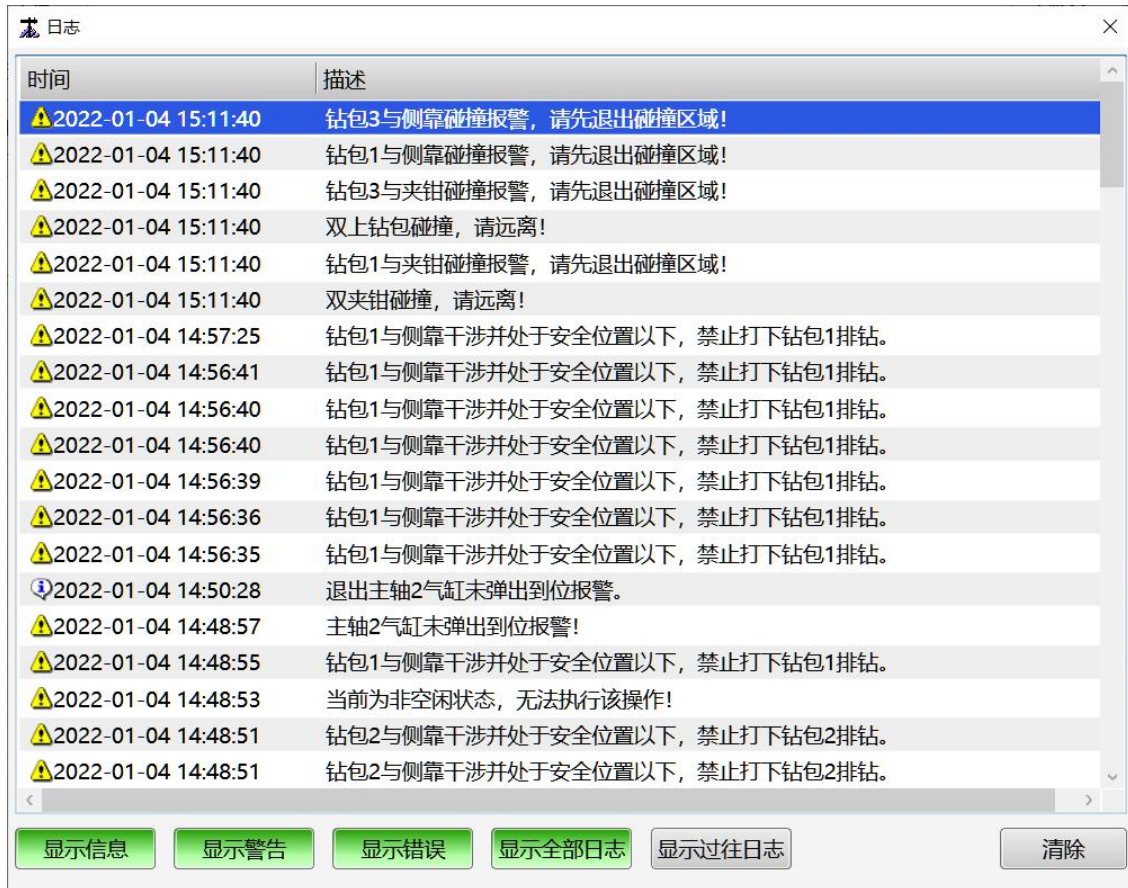 日志
时间 描述
2022-01-04 15:11:40 钻包3与侧靠碰撞报警，请先退出碰撞区域！
2022-01-04 15:11:40 钻包1与侧靠碰撞报警，请先退出碰撞区域！
2022-01-04 15:11:40 钻包3与夹钳碰撞报警，请先退出碰撞区域！
2022-01-04 15:11:40 双上钻包碰撞，请远离！
2022-01-04 15:11:40 钻包1与夹钳碰撞报警，请先退出碰撞区域！
2022-01-04 15:11:40 双夹钳碰撞，请远离！
2022-01-04 14:57:25 钻包1与侧靠干涉并处于安全位置以下，禁止打下钻包1排钻。
2022-01-04 14:56:41 钻包1与侧靠干涉并处于安全位置以下，禁止打下钻包1排钻。
2022-01-04 14:56:40 钻包1与侧靠干涉并处于安全位置以下，禁止打下钻包1排钻。
2022-01-04 14:56:40 钻包1与侧靠干涉并处于安全位置以下，禁止打下钻包1排钻。
2022-01-04 14:56:39 钻包1与侧靠干涉并处于安全位置以下，禁止打下钻包1排钻。
2022-01-04 14:56:36 钻包1与侧靠干涉并处于安全位置以下，禁止打下钻包1排钻。
2022-01-04 14:56:35 钻包1与侧靠干涉并处于安全位置以下，禁止打下钻包1排钻。
2022-01-04 14:50:28 退出主轴2气缸未弹出到位报警。
2022-01-04 14:48:57 主轴2气缸未弹出到位报警！
2022-01-04 14:48:55 钻包1与侧靠干涉并处于安全位置以下，禁止打下钻包1排钻。
2022-01-04 14:48:53 当前为非空闲状态，无法执行该操作！
2022-01-04 14:48:51 钻包2与侧靠干涉并处于安全位置以下，禁止打下钻包2排钻。
2022-01-04 14:48:51 钻包2与侧靠干涉并处于安全位置以下，禁止打下钻包2排钻。
显示信息 显示警告 显示错误 显示全部日志 显示过往日志 清除